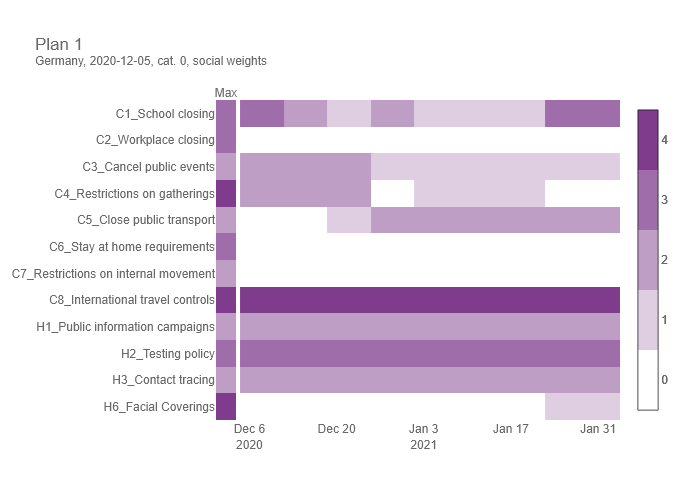 Plan 1
Germany, 2020-12-05, cat. 0, social weights
Max
C1_School closing
C2_Workplace closing
C3_Cancel public events
C4_Restrictions on gatherings
C5_Close public transport
C6_Stay at home requirements
C7_Restrictions on internal movement
C8_International travel controls
H1_Public information campaigns
H2_Testing policy
H3_Contact tracing
H6_Facial Coverings
Dec 6 Dec 20 Jan 3 Jan 17 Jan 31
2020 2021
4
3
2
1
0